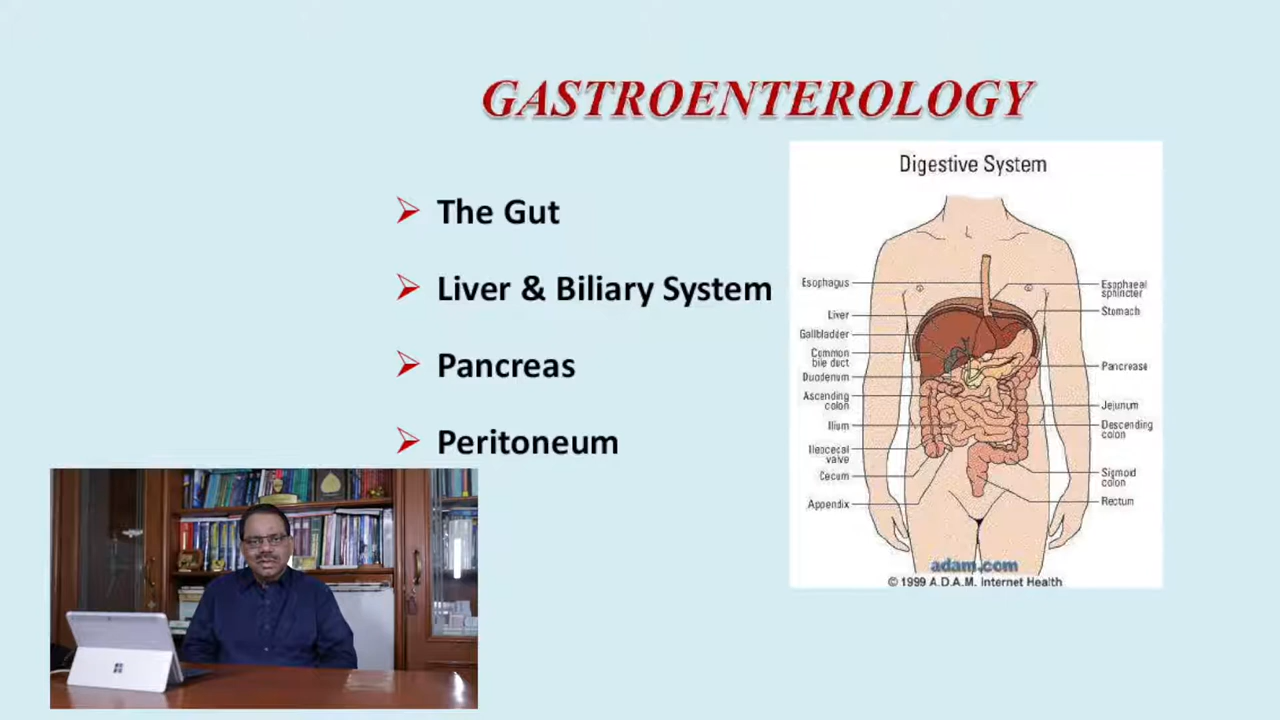 GASTROENTEROLOGY
The Gut
Liver & Biliary System
Pancreas
Peritoneum
Digestive System
Esophagus
Liver
Gallbladder
Common
bile duct
Duodenum
Ascending
colon
Ilium
Ileocecal
valve
Cecum
Appendix
Esophaeal
sphincter
Stomach
Pancrease
Jejunum
Descending
colon
Sigmoid
colon
Rectum
adam.com
© 1999 A.D.A.M. Internet Health